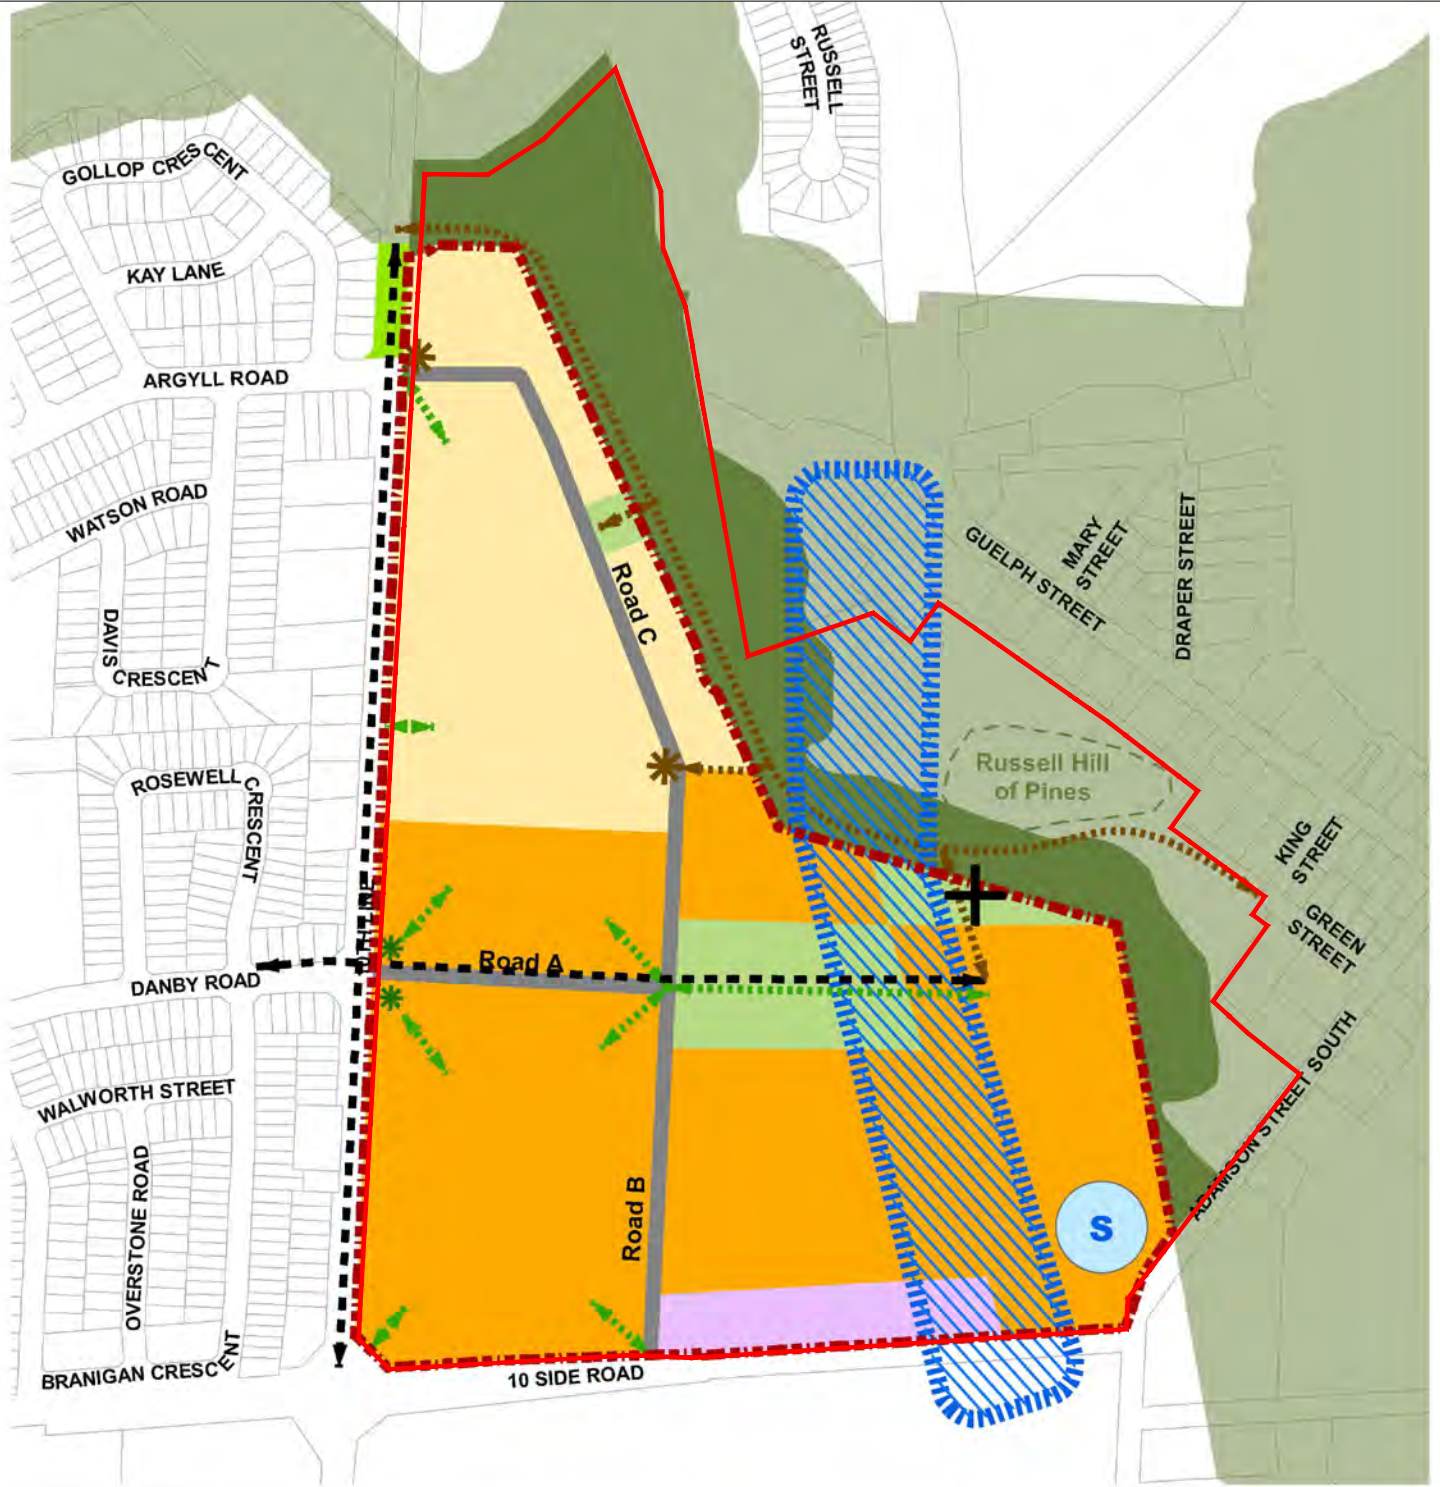 RUSSELL
STREET
GOLLOP CRESCENT
KAY LANE
ARGYLL ROAD
WATSON ROAD
DAVIS
CRESCENT
GUELPH STREET
MARY
STREET
DRAPER STREET
Road C
ROSEWELL
CRESCENT
Russell Hill
of Pines
KING
STREET
GREEN
STREET
Road A
DANBY ROAD
WALWORTH STREET
OVERSTONE ROAD
Road B
ADAMSON STREET SOUTH
S
BRANIGAN CRESCENT
10 SIDE ROAD